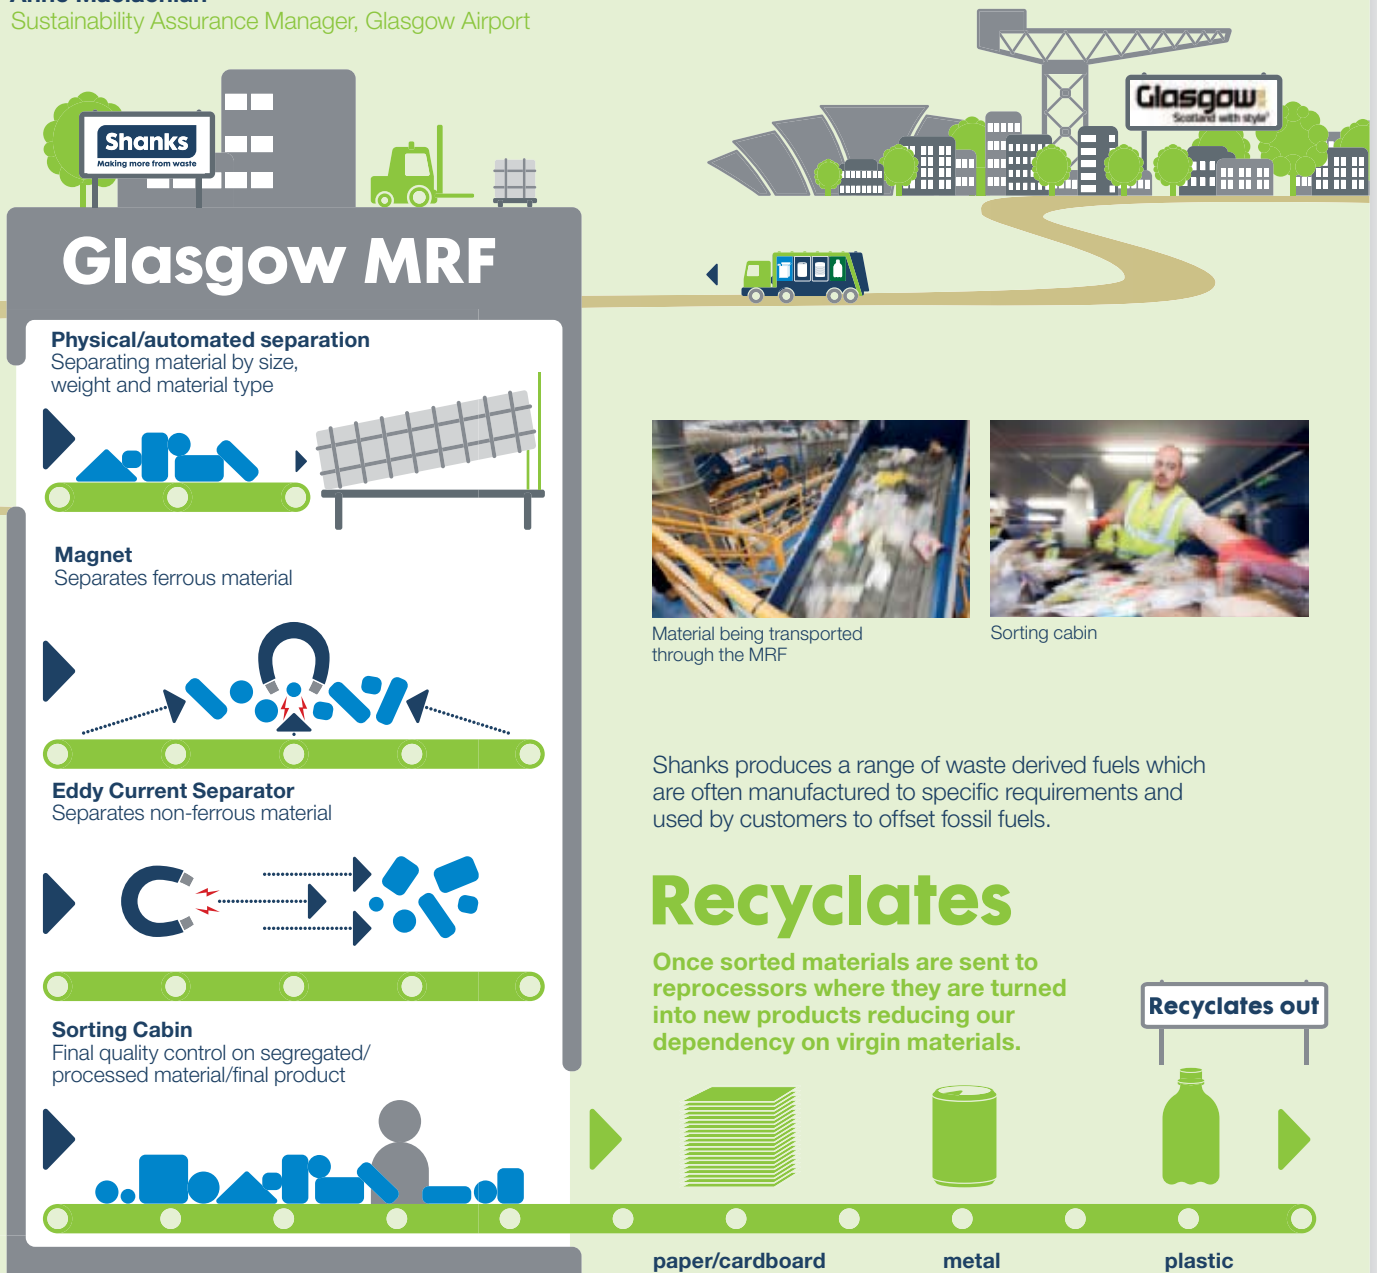 Sustainability Assurance Manager, Glasgow Airport
Shanks
Making more from waste
Glasgow
Scotland with style
Glasgow MRF
Physical/automated separation
Separating material by size,
weight and material type
Magnet
Separates ferrous material
Eddy Current Separator
Separates non-ferrous material
Sorting Cabin
Final quality control on segregated/
processed material/final product
Material being transported
through the MRF
Sorting cabin
Shanks produces a range of waste derived fuels which
are often manufactured to specific requirements and
used by customers to offset fossil fuels.
Recyclates
Once sorted materials are sent to
reprocessors where they are turned
into new products reducing our
dependency on virgin materials.
Recyclates out
paper/cardboard
metal
plastic